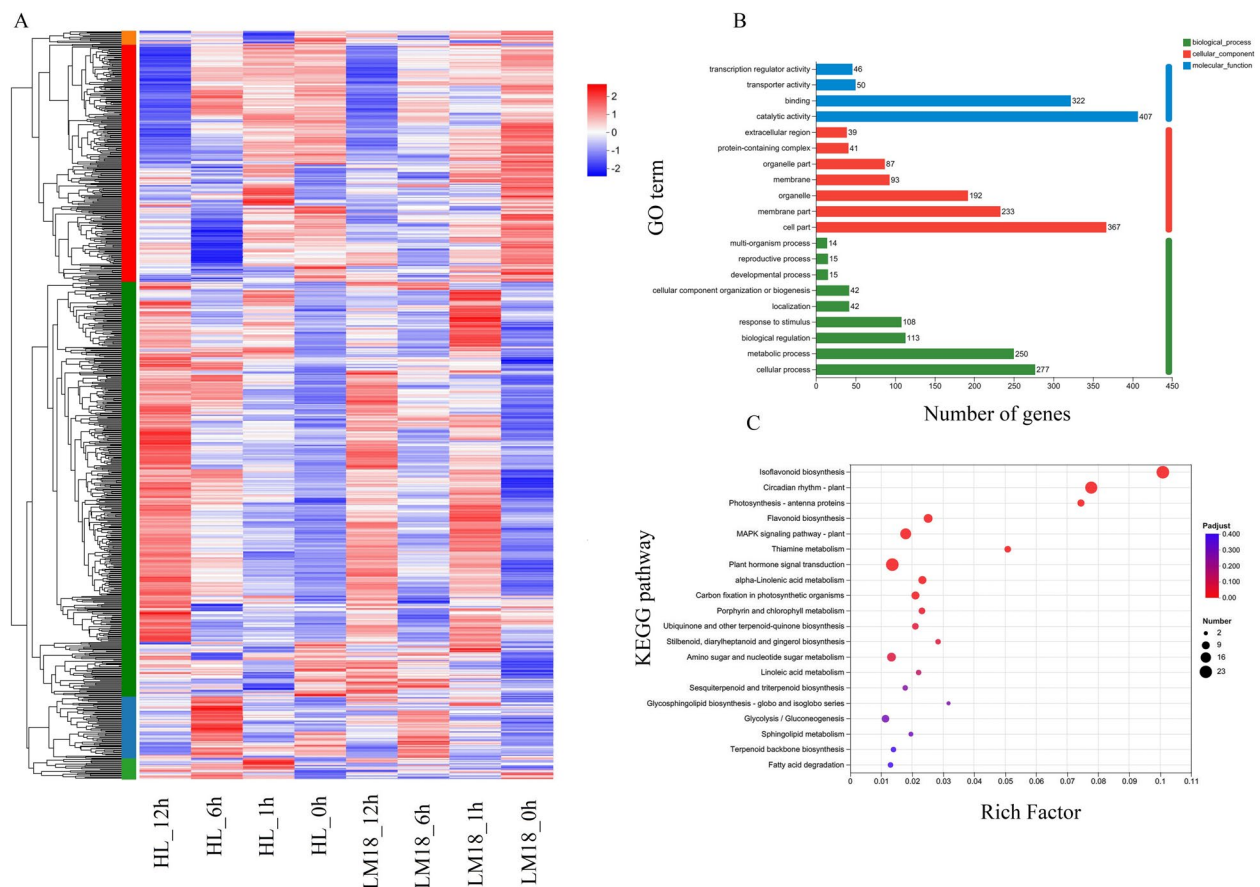 A
2
1
0
-1
-2
HL_12h
HL_6h
HL_1h
HL_0h
LM18_12h
LM18_6h
LM18_1h
LM18_0h
B
biological_process
cellular_component
molecular_function
GO term
transcription regulator activity 46
transporter activity 50
binding 322
catalytic activity 407
extracellular region 39
protein-containing complex 41
organelle part 87
membrane 93
organelle 192
membrane part 233
cell part 367
multi-organism process 14
reproductive process 15
developmental process 15
cellular component organization or biogenesis 42
localization 42
response to stimulus 108
biological regulation 113
metabolic process 250
cellular process 277
0 50 100 150 200 250 300 350 400 450
Number of genes
C
KEGG pathway
Isoflavonoid biosynthesis
Circadian rhythm - plant
Photosynthesis - antenna proteins
Flavonoid biosynthesis
MAPK signaling pathway - plant
Thiamine metabolism
Plant hormone signal transduction
alpha-Linolenic acid metabolism
Carbon fixation in photosynthetic organisms
Porphyrin and chlorophyll metabolism
Ubiquinone and other terpenoid-quinone biosynthesis
Stilbenoid, diarylheptanoid and gingerol biosynthesis
Amino sugar and nucleotide sugar metabolism
Linoleic acid metabolism
Sesquiterpenoid and triterpenoid biosynthesis
Glycosphingolipid biosynthesis - globo and isoglobo series
Glycolysis / Gluconeogenesis
Sphingolipid metabolism
Terpenoid backbone biosynthesis
Fatty acid degradation
0 0.01 0.02 0.03 0.04 0.05 0.06 0.07 0.08 0.09 0.1 0.11
Rich Factor
Padjust
0.400
0.300
0.200
0.100
0.00
Number
2
9
16
23